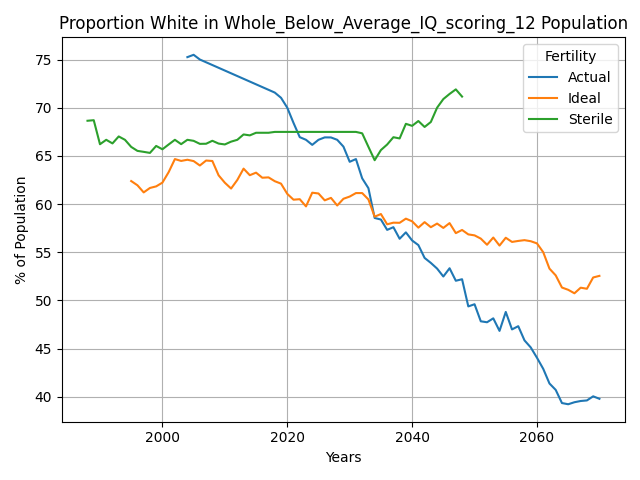 Proportion White in Whole_Below_Average_IQ_scoring_12 Population
% of Population
75
70
65
60
55
50
45
40
2000
2020
2040
2060
Years
Fertility
Actual
Ideal
Sterile